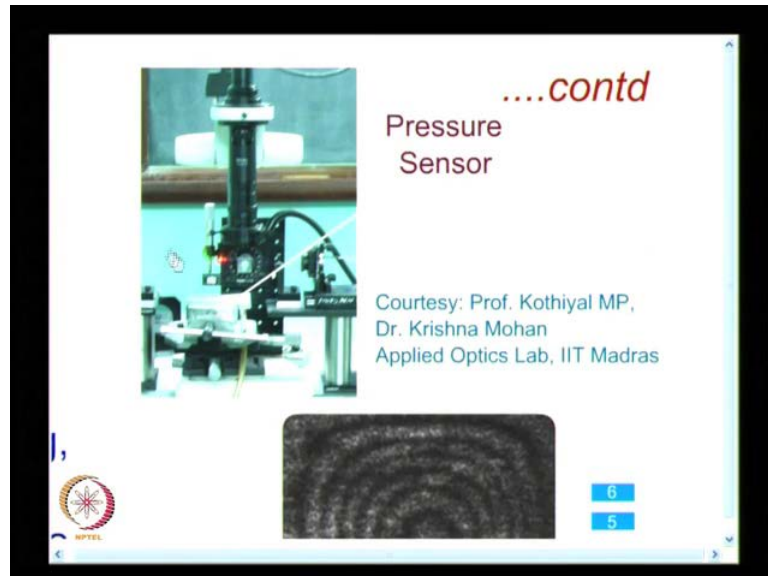 ....contd
Pressure
Sensor
Courtesy: Prof. Kothiyal MP,
Dr. Krishna Mohan
Applied Optics Lab, IIT Madras
6
5
NPTEL